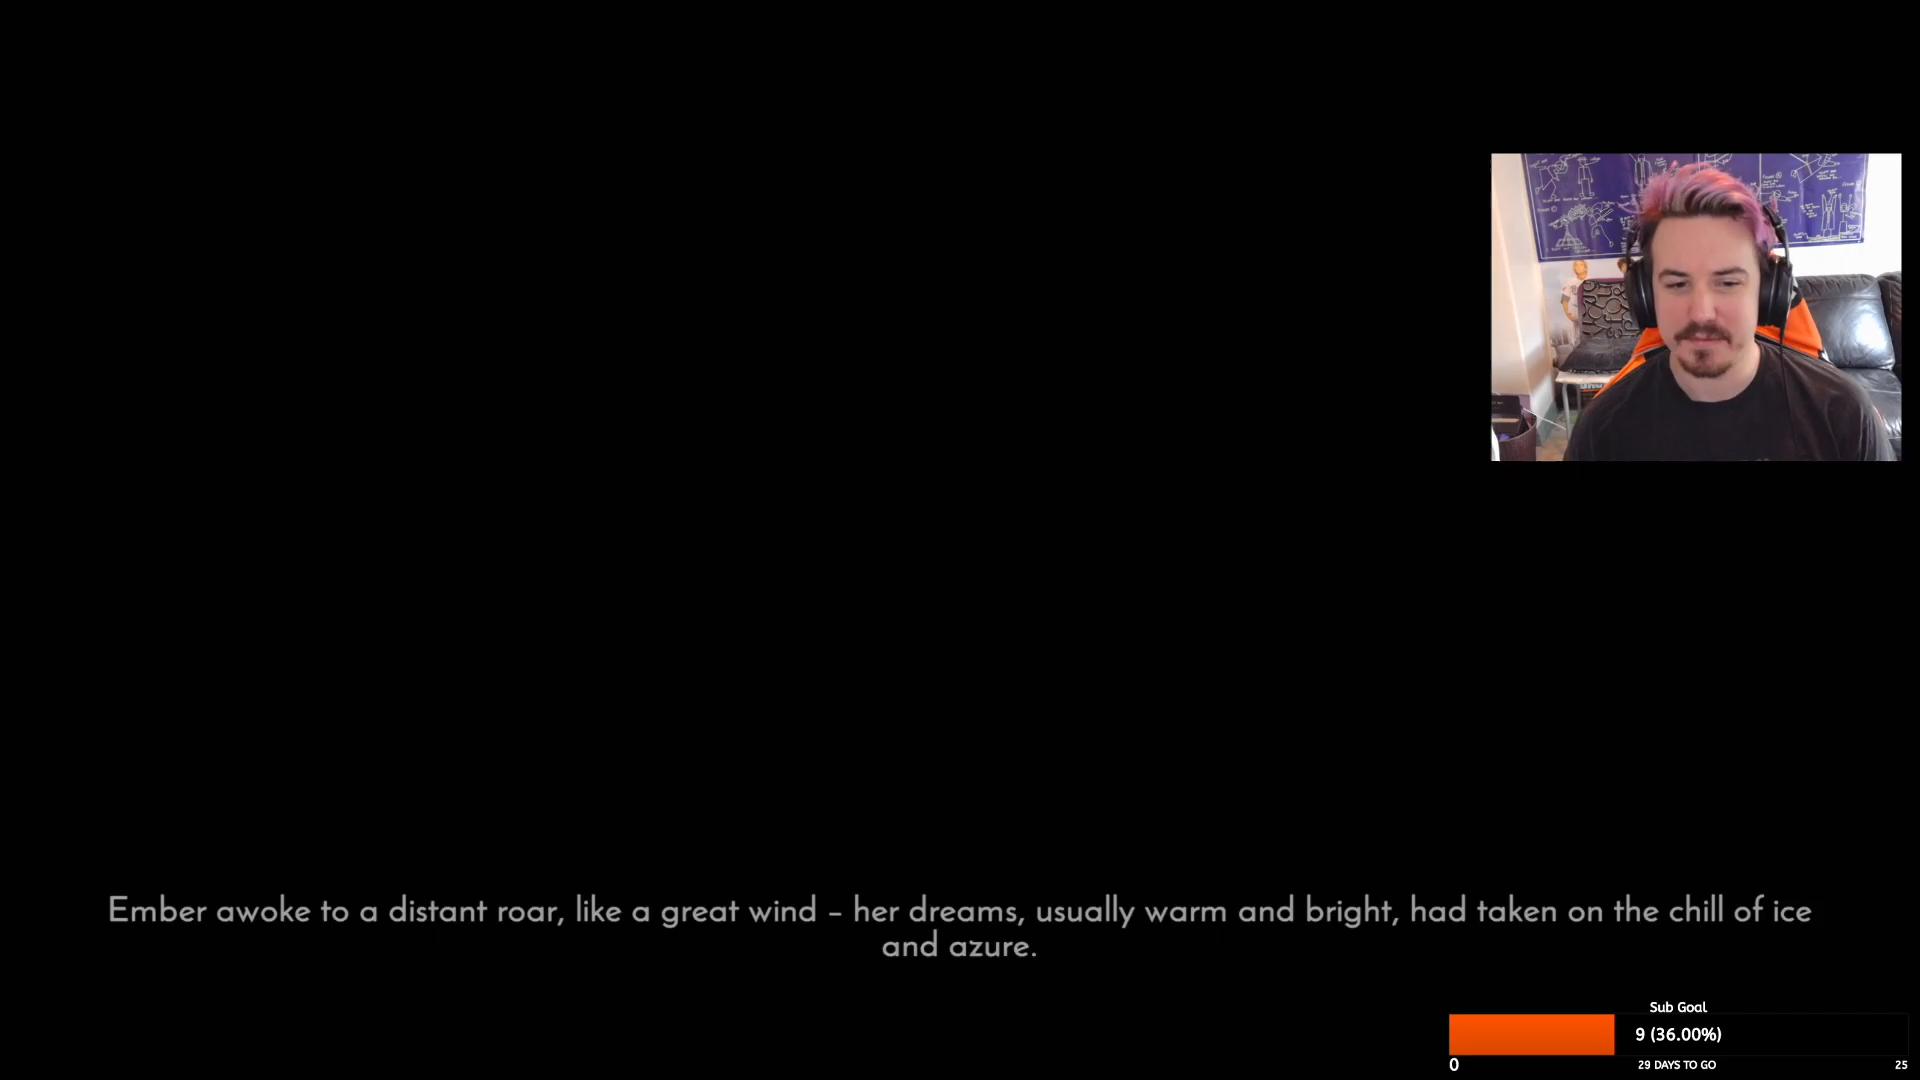 Ember awoke to a distant roar, like a great wind – her dreams, usually warm and bright, had taken on the chill of ice
and azure.
Sub Goal
9 (36.00%)
0
29 DAYS TO GO
25